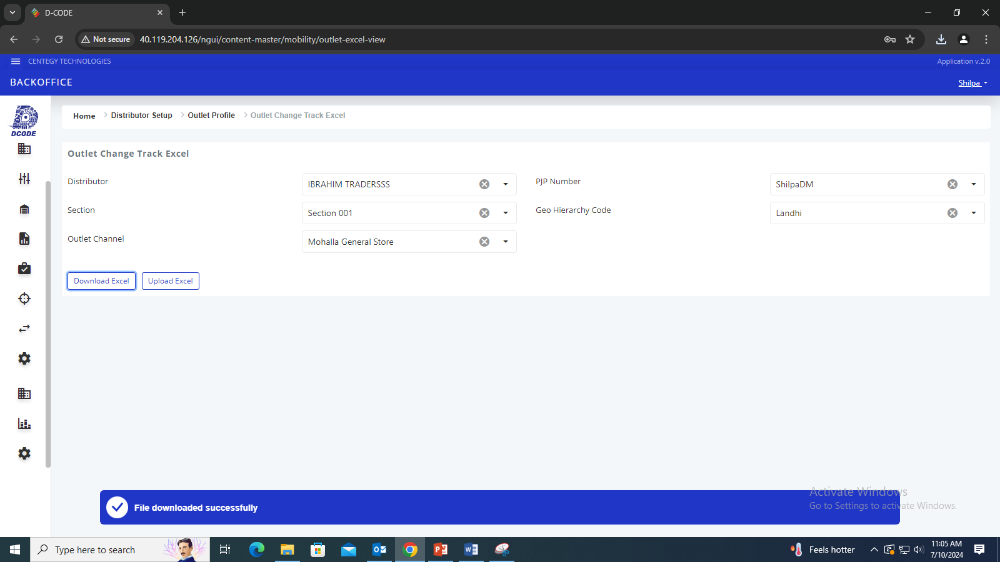 D-CODE
Not secure
40.119.204.126/ngui/content-master/mobility/outlet-excel-view
CENTEGY TECHNOLOGIES
Application v.2.0
BACKOFFICE
Shilpa
DCODE
Home
Distributor Setup
Outlet Profile
Outlet Change Track Excel
Outlet Change Track Excel
Distributor
IBRAHIM TRADERSSS
PJP Number
ShilpaDM
Section
Section 001
Geo Hierarchy Code
Landhi
Outlet Channel
Mohalla General Store
Download Excel
Upload Excel
Activate Windows
Go to Settings to activate Windows.
File downloaded successfully
Type here to search
Feels hotter
11:05 AM
7/10/2024